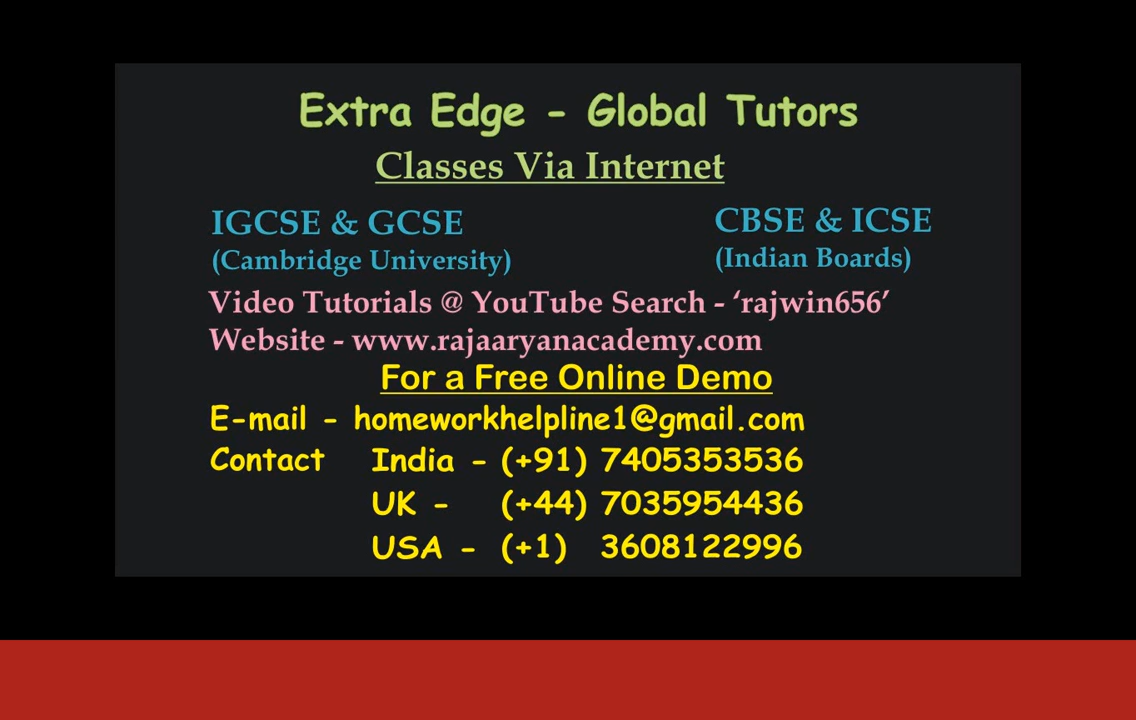 Extra Edge - Global Tutors
Classes Via Internet
IGCSE & GCSE
(Cambridge University)
CBSE & ICSE
(Indian Boards)
Video Tutorials @ YouTube Search - ‘rajwin656’
Website - www.rajaaryanacademy.com
For a Free Online Demo
E-mail - homeworkhelpline1@gmail.com
Contact India - (+91) 7405353536
UK - (+44) 7035954436
USA - (+1) 3608122996